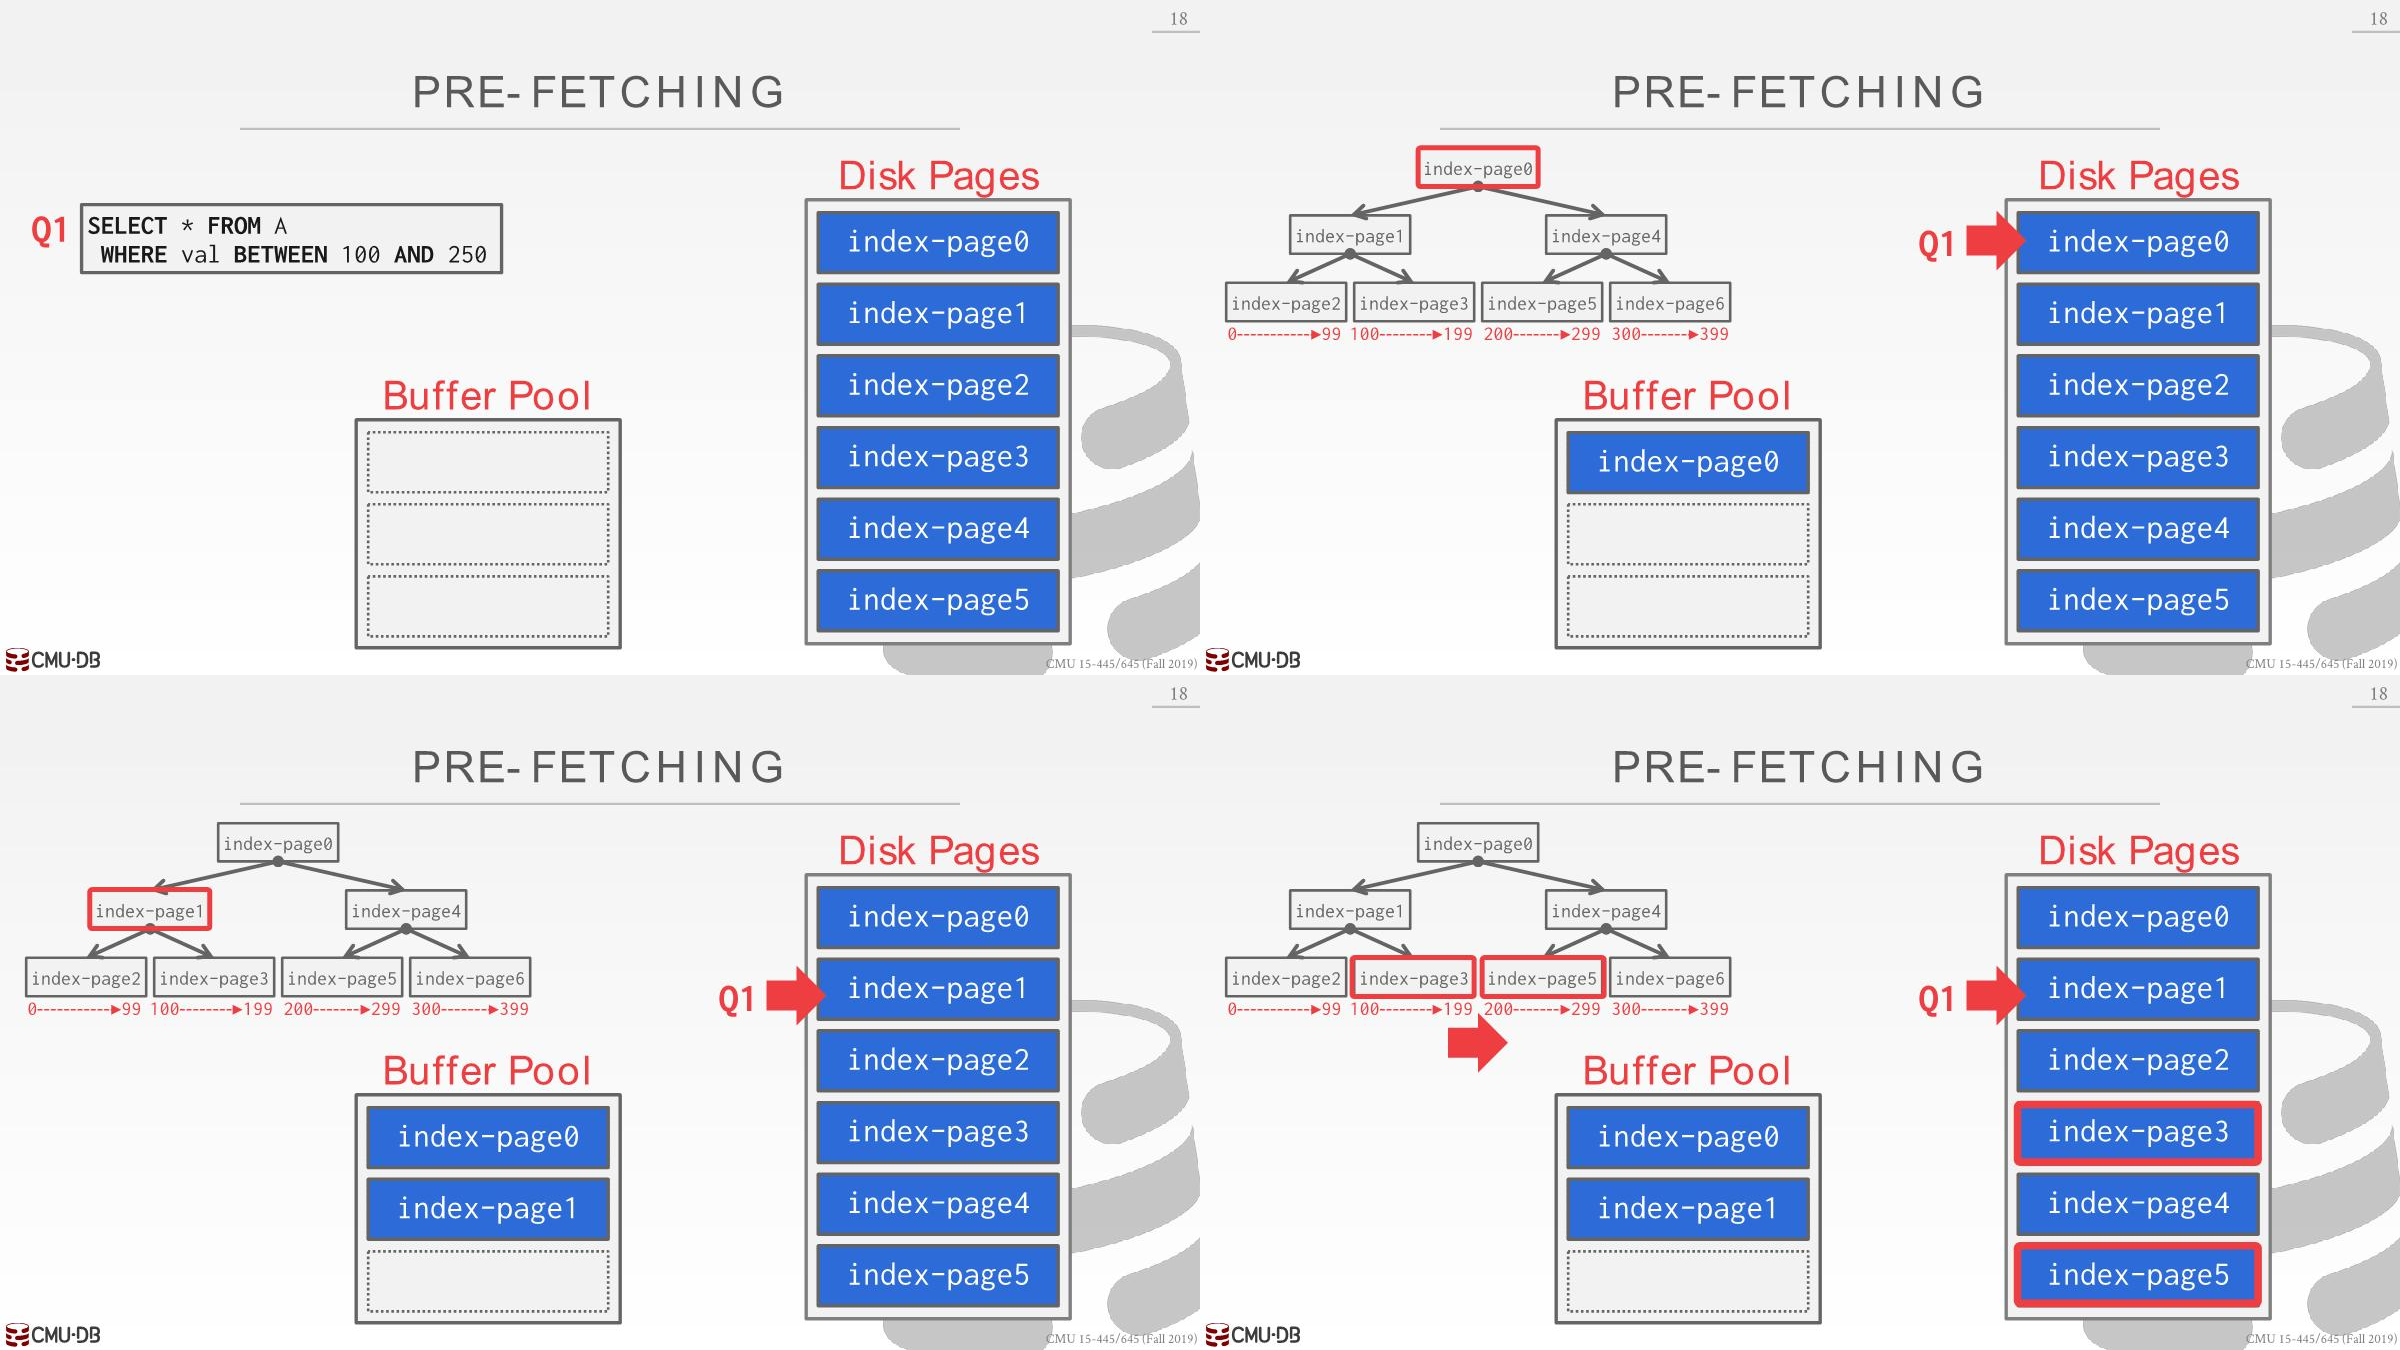 18
PRE-FETCHING
Q1
SELECT * FROM A
WHERE val BETWEEN 100 AND 250
Disk Pages
index-page0
index-page1
index-page2
index-page3
index-page4
index-page5
Buffer Pool
CMU·DB
CMU 15-445/645 (Fall 2019)
18
PRE-FETCHING
index-page0
index-page1 index-page4
index-page2 index-page3 index-page5 index-page6
0 99 100 199 200 299 300 399
Buffer Pool
index-page0
Disk Pages
Q1
index-page0
index-page1
index-page2
index-page3
index-page4
index-page5
CMU·DB
CMU 15-445/645 (Fall 2019)
18
PRE-FETCHING
index-page0
index-page1 index-page4
index-page2 index-page3 index-page5 index-page6
0 99 100 199 200 299 300 399
Buffer Pool
index-page0
index-page1
Disk Pages
Q1
index-page0
index-page1
index-page2
index-page3
index-page4
index-page5
CMU·DB
CMU 15-445/645 (Fall 2019)
18
PRE-FETCHING
index-page0
index-page1 index-page4
index-page2 index-page3 index-page5 index-page6
0 99 100 199 200 299 300 399
Buffer Pool
index-page0
index-page1
Disk Pages
Q1
index-page0
index-page1
index-page2
index-page3
index-page4
index-page5
CMU·DB
CMU 15-445/645 (Fall 2019)